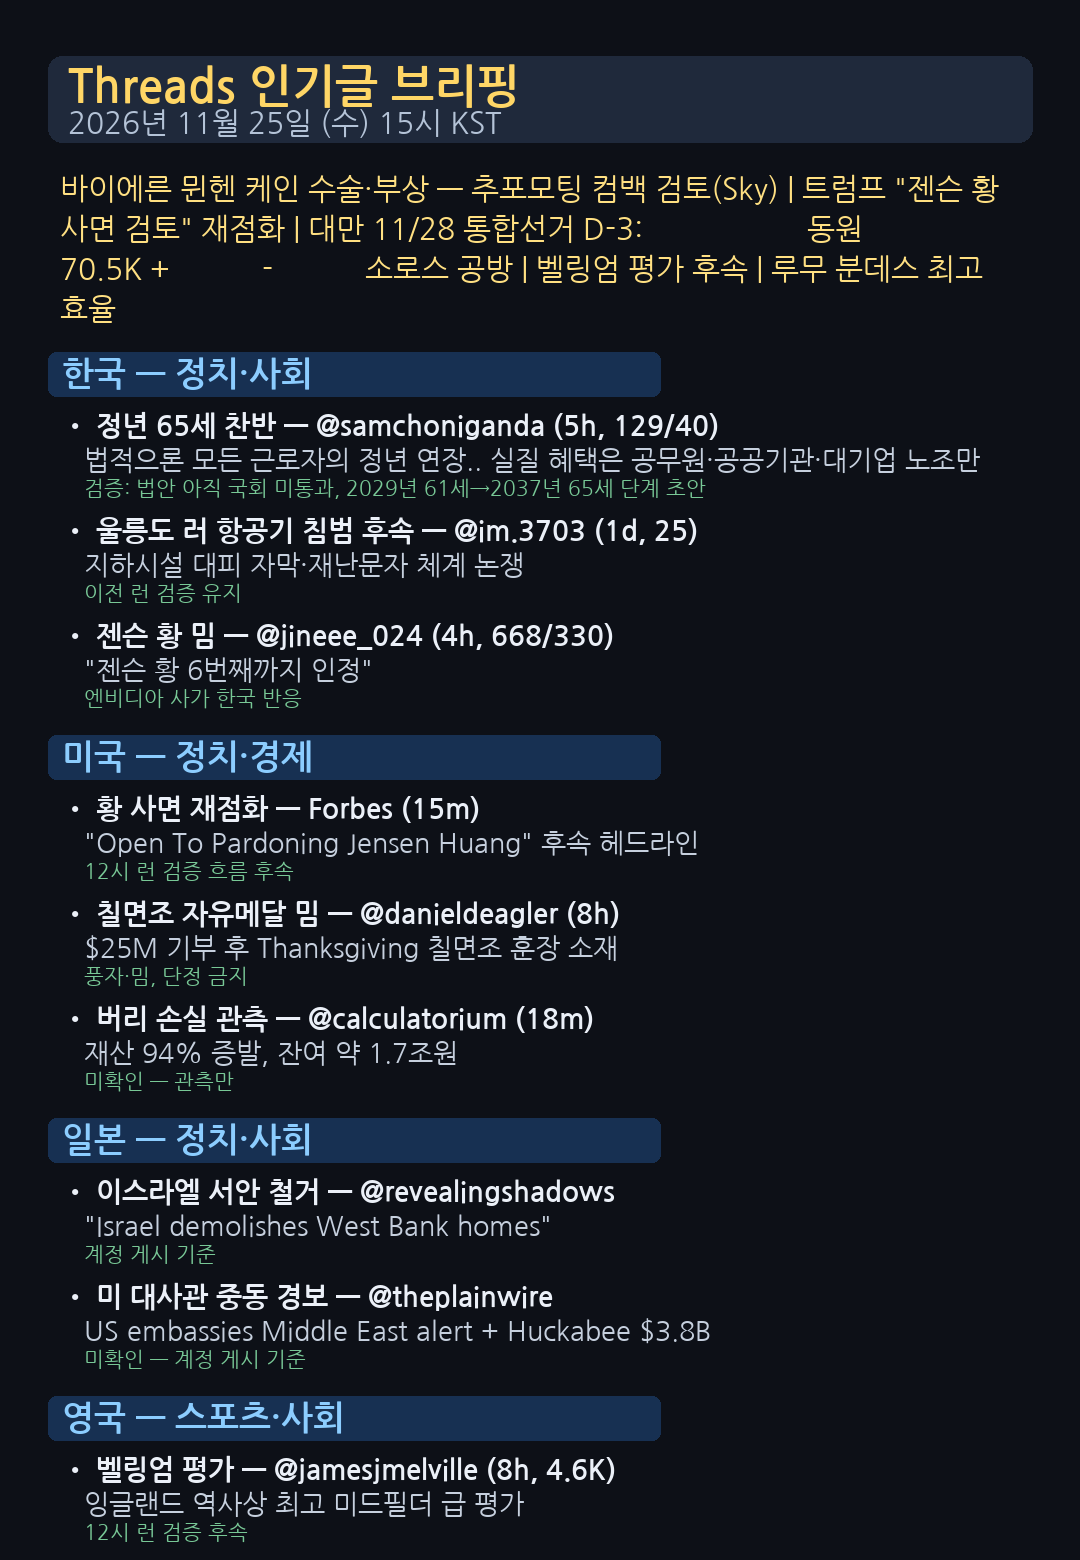 Threads 인기글 브리핑
2026년 11월 25일 (수) 15시 KST
바이에른 뮌헨 케인 수술·부상 — 추포모팅 컴백 검토(Sky) | 트럼프 "젠슨 황
사면 검토" 재점화 | 대만 11/28 통합선거 D-3: 동원
70.5K + - 소로스 공방 | 벨링엄 평가 후속 | 루무 분데스 최고
효율
한국 — 정치·사회
• 정년 65세 찬반 — @samchoniganda (5h, 129/40)
법적으론 모든 근로자의 정년 연장.. 실질 혜택은 공무원·공공기관·대기업 노조만
검증: 법안 아직 국회 미통과, 2029년 61세→2037년 65세 단계 초안
• 울릉도 러 항공기 침범 후속 — @im.3703 (1d, 25)
지하시설 대피 자막·재난문자 체계 논쟁
이전 런 검증 유지
• 젠슨 황 밈 — @jineee_024 (4h, 668/330)
"젠슨 황 6번째까지 인정"
엔비디아 사가 한국 반응
미국 — 정치·경제
• 황 사면 재점화 — Forbes (15m)
"Open To Pardoning Jensen Huang" 후속 헤드라인
12시 런 검증 흐름 후속
• 칠면조 자유메달 밈 — @danieldeagler (8h)
$25M 기부 후 Thanksgiving 칠면조 훈장 소재
풍자·밈, 단정 금지
• 버리 손실 관측 — @calculatorium (18m)
재산 94% 증발, 잔여 약 1.7조원
미확인 — 관측만
일본 — 정치·사회
• 이스라엘 서안 철거 — @revealingshadows
"Israel demolishes West Bank homes"
계정 게시 기준
• 미 대사관 중동 경보 — @theplainwire
US embassies Middle East alert + Huckabee $3.8B
미확인 — 계정 게시 기준
영국 — 스포츠·사회
• 벨링엄 평가 — @jamesjmelville (8h, 4.6K)
잉글랜드 역사상 최고 미드필더 급 평가
12시 런 검증 후속